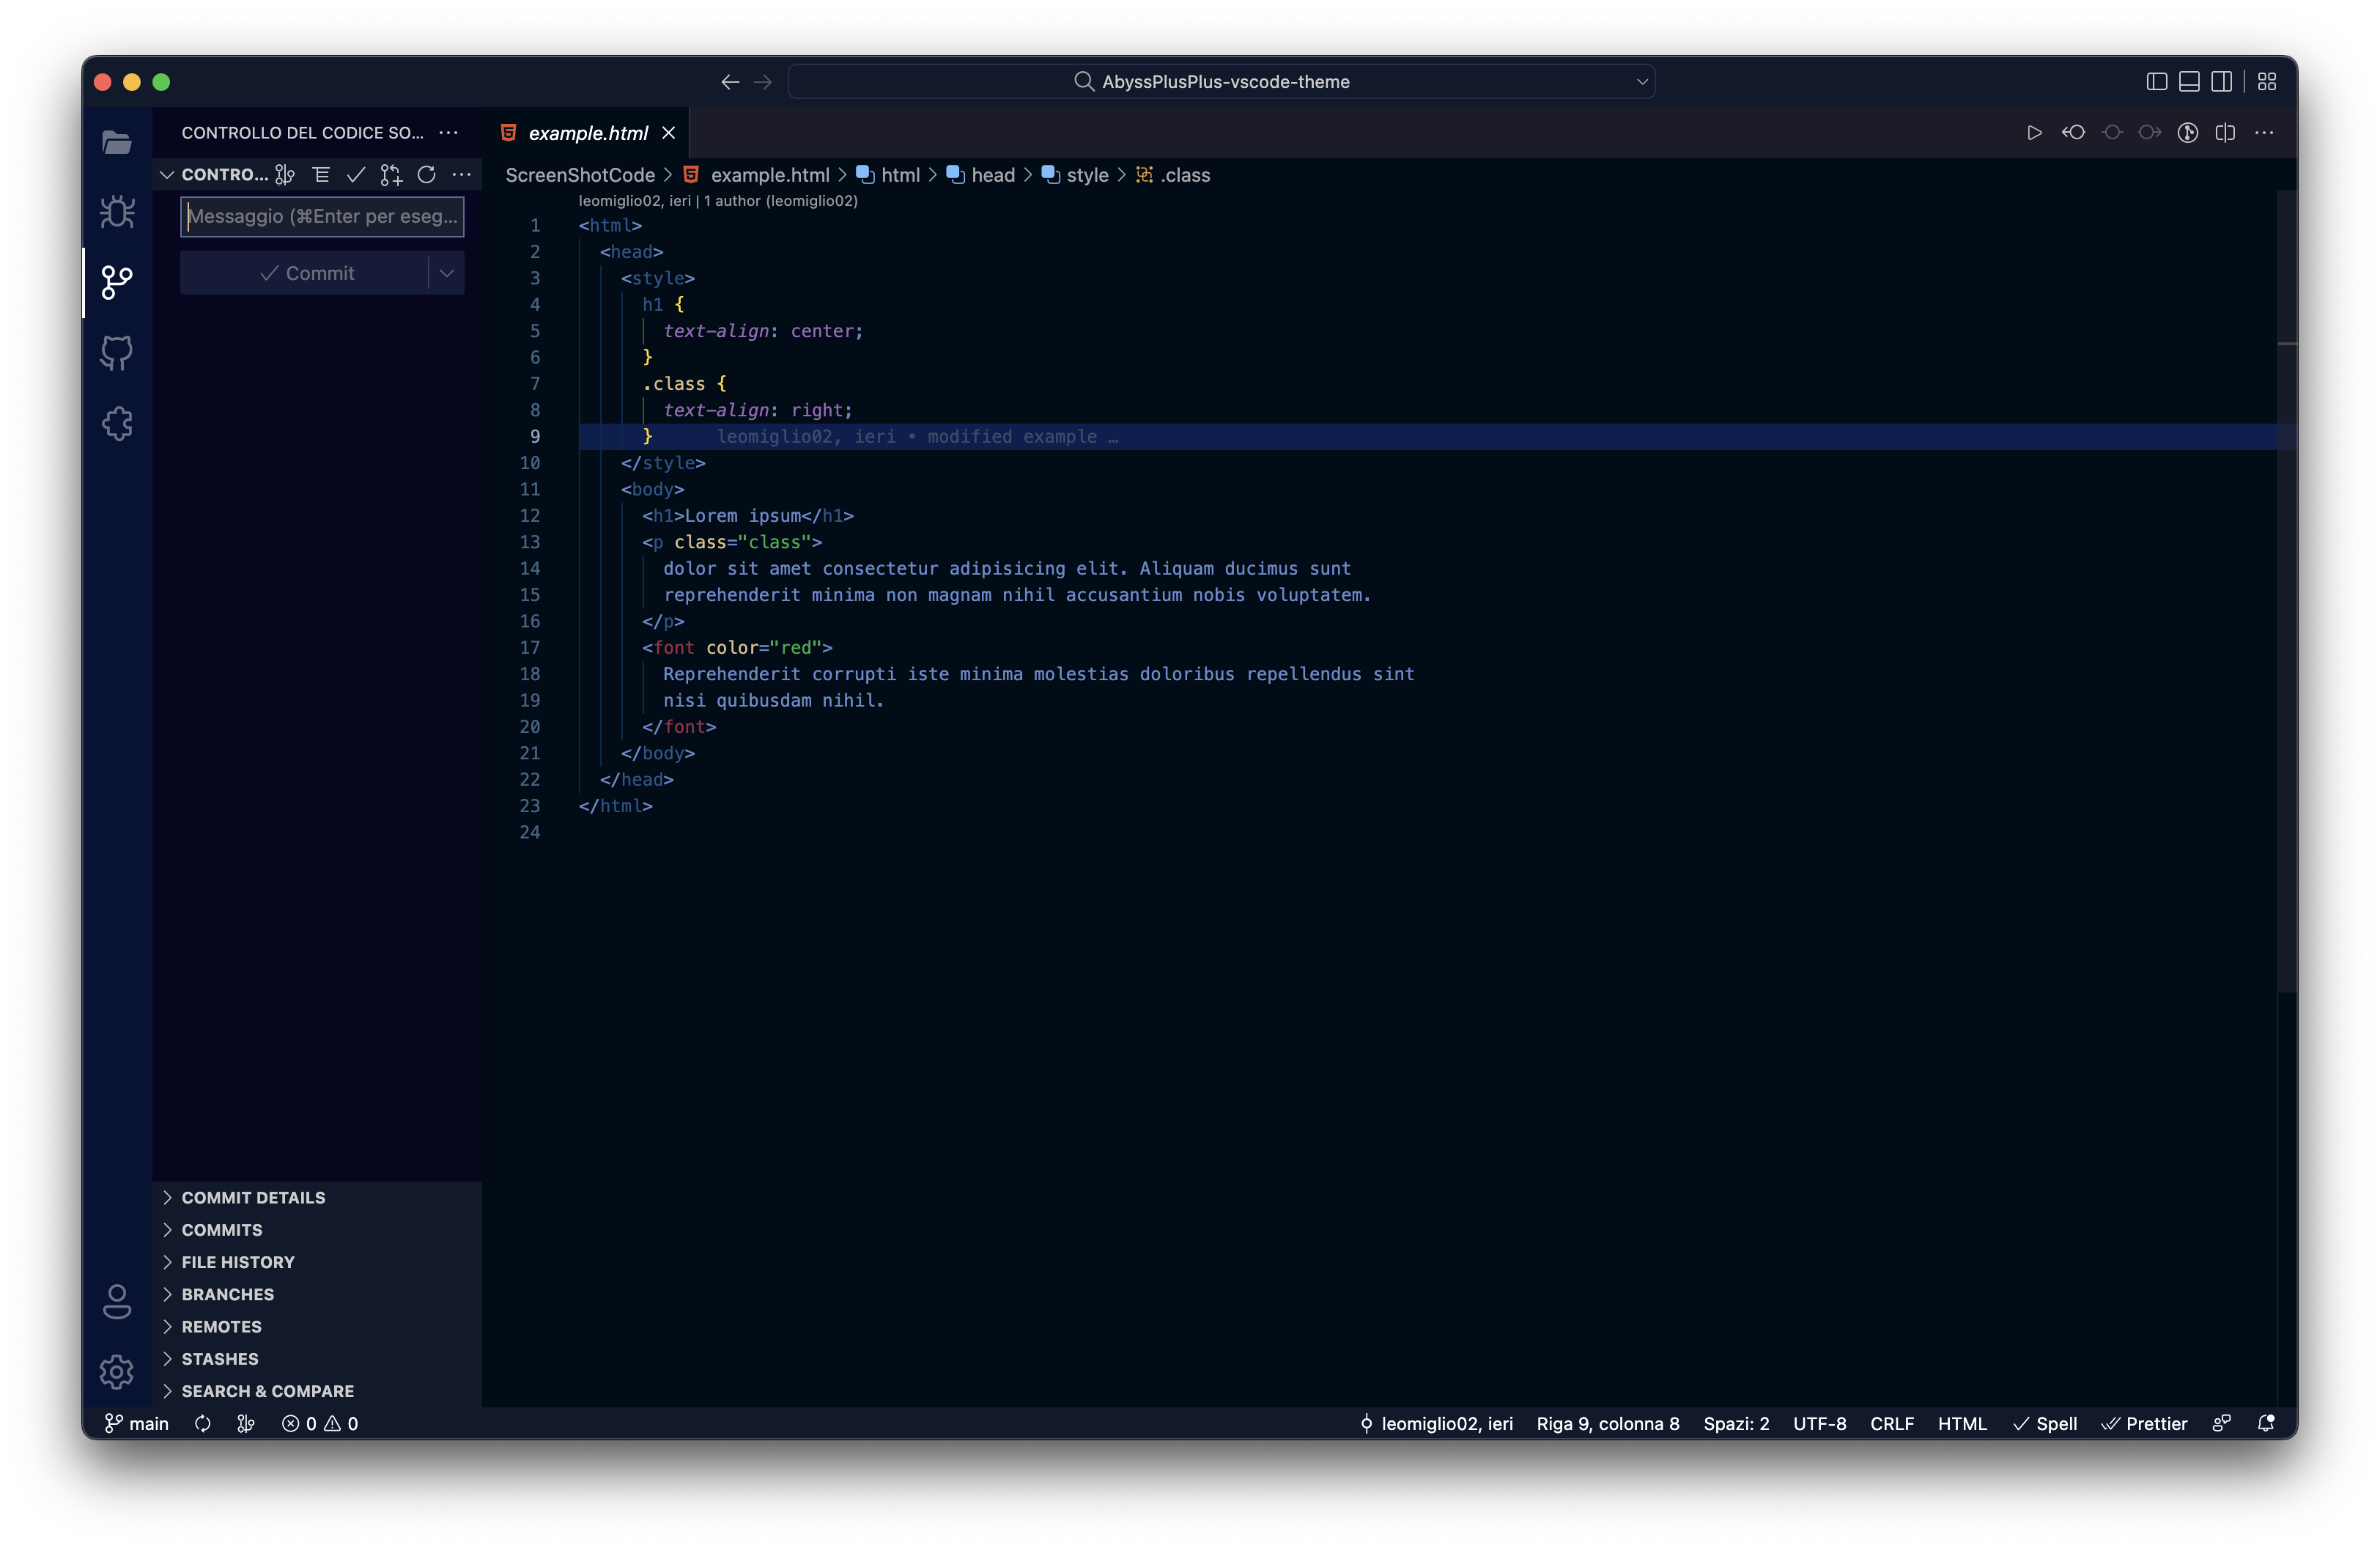 AbyssPlusPlus-vscode-theme
CONTROLLO DEL CODICE SO...
CONTRO...
Messaggio (⌘Enter per eseg...
Commit
COMMIT DETAILS
COMMITS
FILE HISTORY
BRANCHES
REMOTES
STASHES
SEARCH & COMPARE
example.html
ScreenShotCode > example.html > html > head > style > .class
leomiglio02, ieri | 1 author (leomiglio02)
1 <html>
2 <head>
3 <style>
4 h1 {
5 text-align: center;
6 }
7 .class {
8 text-align: right;
9 } leomiglio02, ieri • modified example …
10 </style>
11 <body>
12 <h1>Lorem ipsum</h1>
13 <p class="class">
14 dolor sit amet consectetur adipisicing elit. Aliquam ducimus sunt
15 reprehenderit minima non magnam nihil accusantium nobis voluptatem.
16 </p>
17 <font color="red">
18 Reprehenderit corrupti iste minima molestias doloribus repellendus sint
19 nisi quibusdam nihil.
20 </font>
21 </body>
22 </head>
23 </html>
24
main 0 0 leomiglio02, ieri Riga 9, colonna 8 Spazi: 2 UTF-8 CRLF HTML Spell Prettier